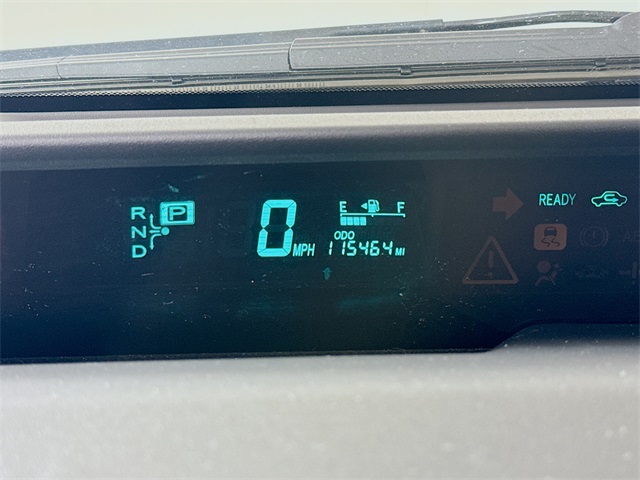 R P
N
D
0 MPH
E F
ODO
115464 MI
READY